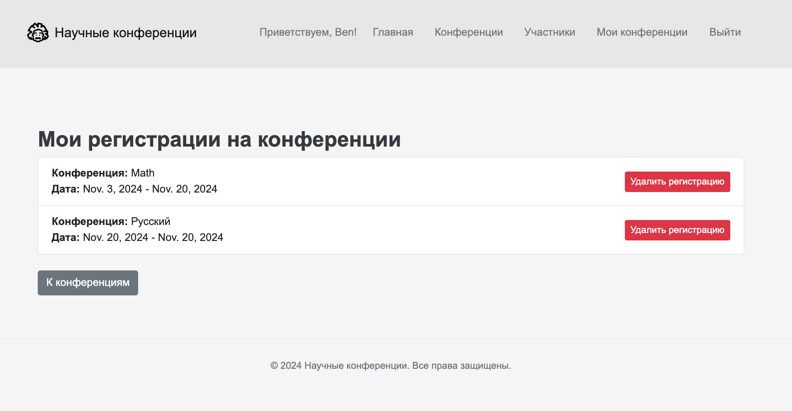 Научные конференции
Приветствуем, Ben! Главная Конференции Участники Мои конференции Выйти
Мои регистрации на конференции
Конференция: Math
Дата: Nov. 3, 2024 - Nov. 20, 2024
Удалить регистрацию
Конференция: Русский
Дата: Nov. 20, 2024 - Nov. 20, 2024
Удалить регистрацию
К конференциям
© 2024 Научные конференции. Все права защищены.